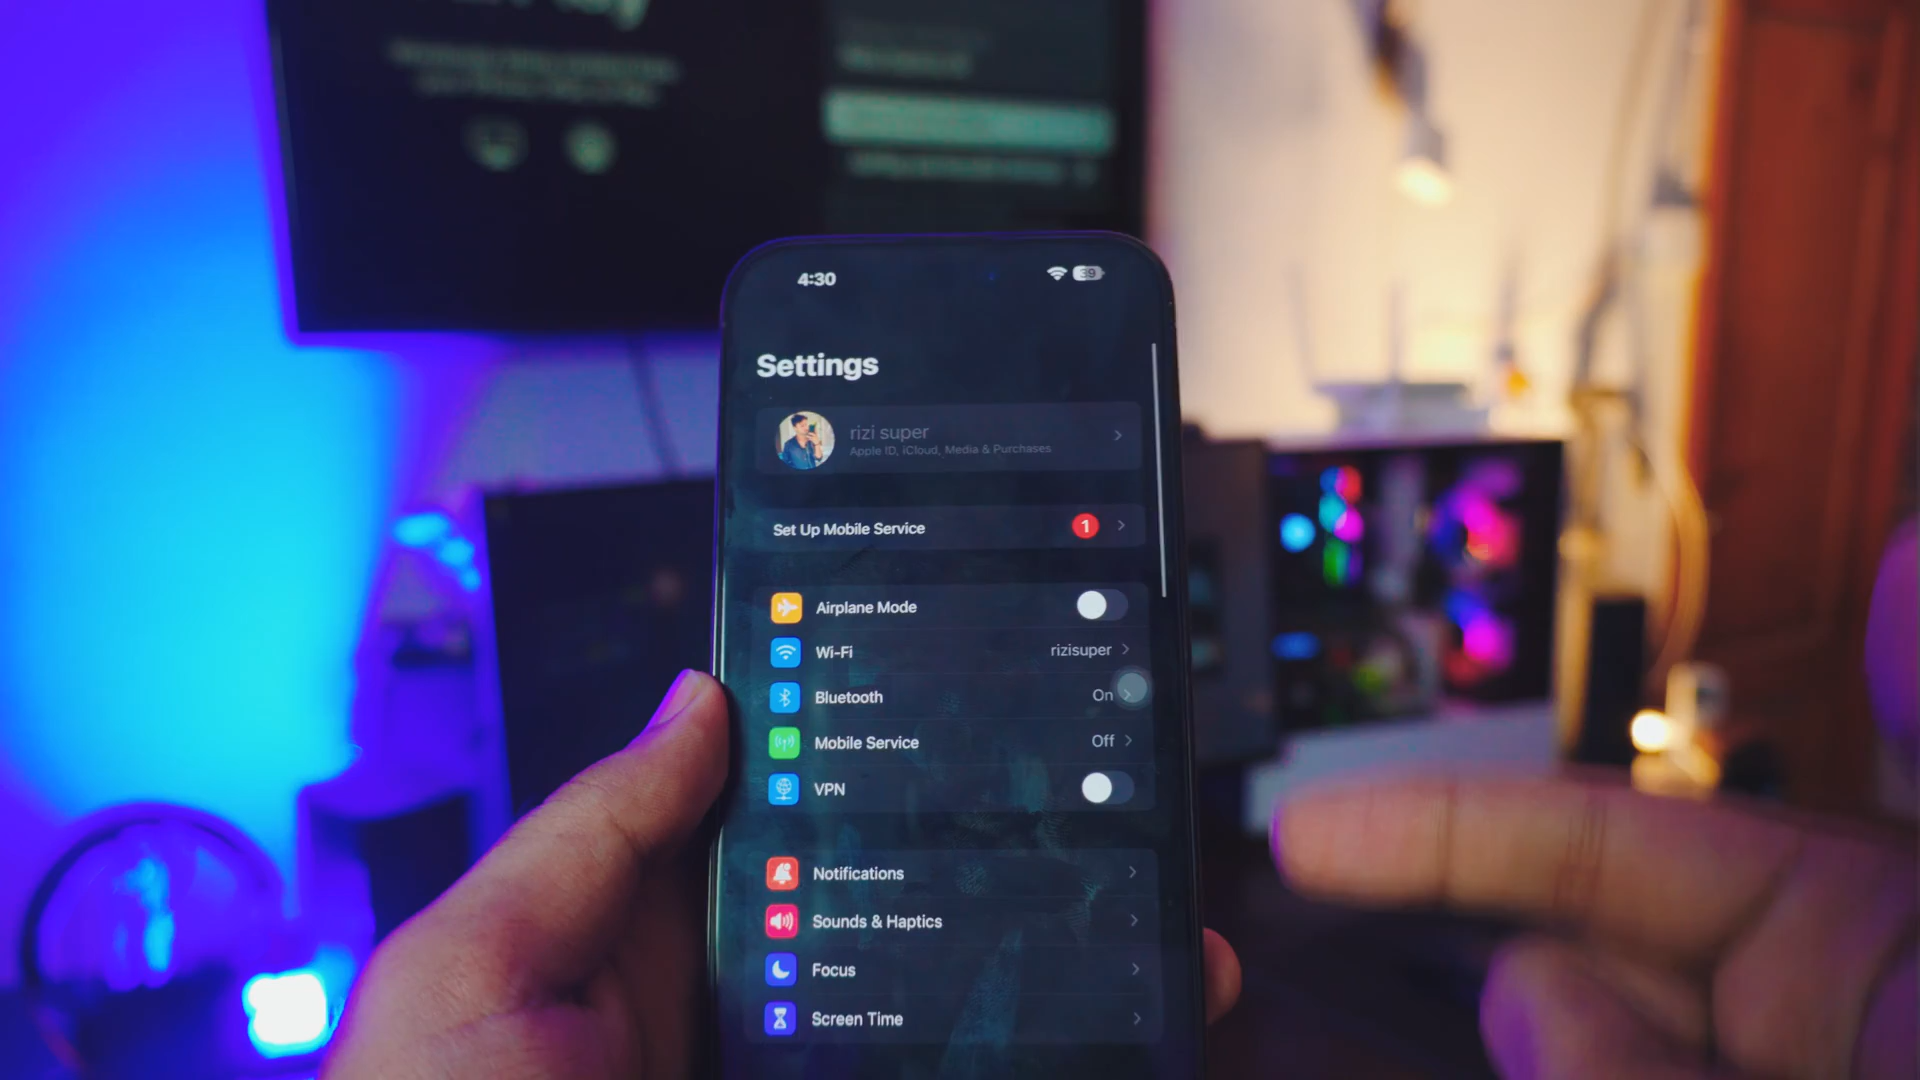 4:30
39
Settings
rizi super
Apple ID, iCloud, Media & Purchases
Set Up Mobile Service
1
Airplane Mode
Wi-Fi
rizisuper
Bluetooth
On
Mobile Service
Off
VPN
Notifications
Sounds & Haptics
Focus
Screen Time